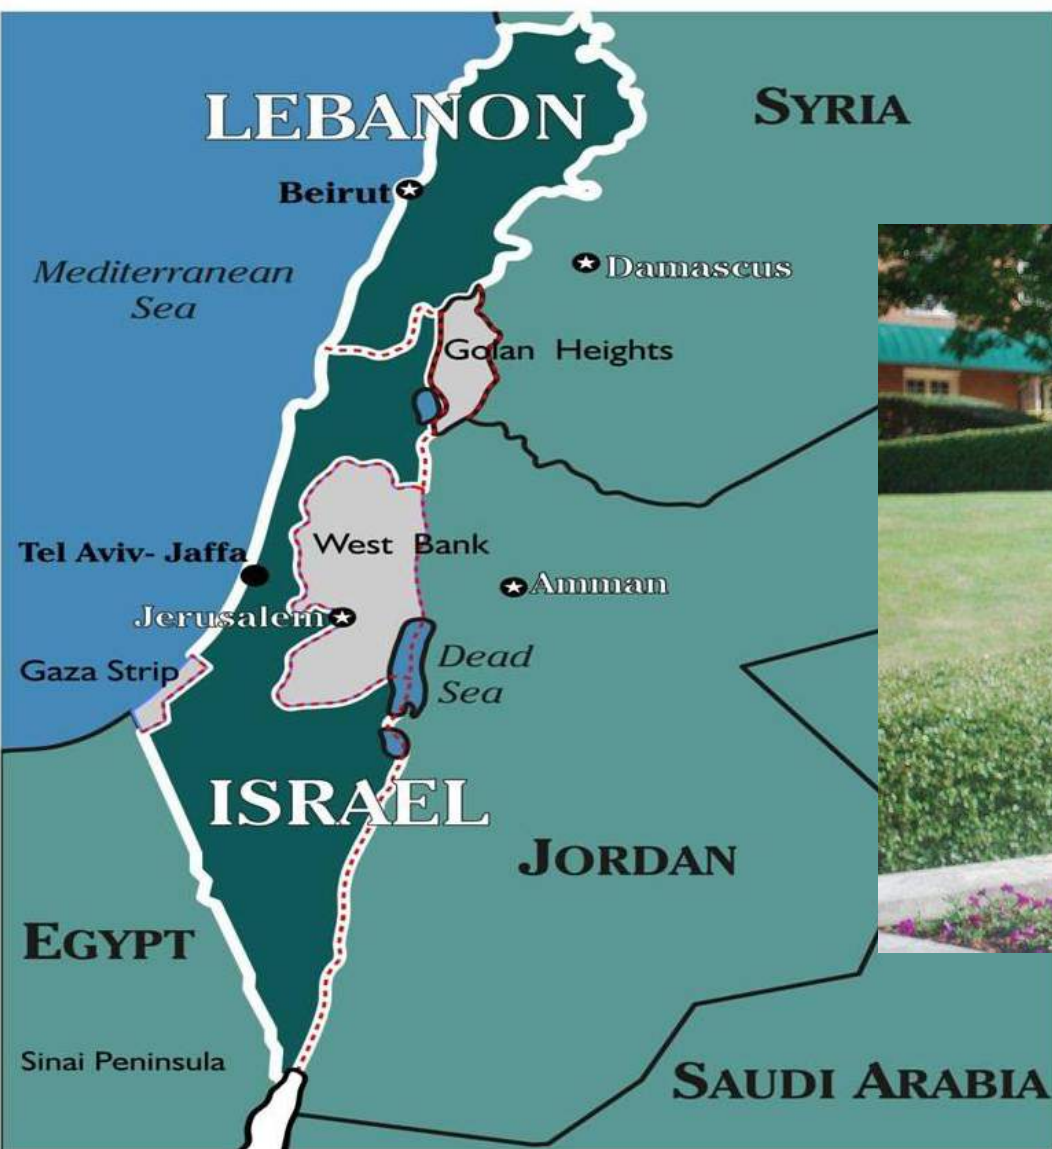 LEBANON
SYRIA
Beirut
Mediterranean
Sea
Damascus
Golan Heights
Tel Aviv- Jaffa
West Bank
Amman
Jerusalem
Gaza Strip
Dead
Sea
ISRAEL
JORDAN
EGYPT
Sinai Peninsula
SAUDI ARABIA